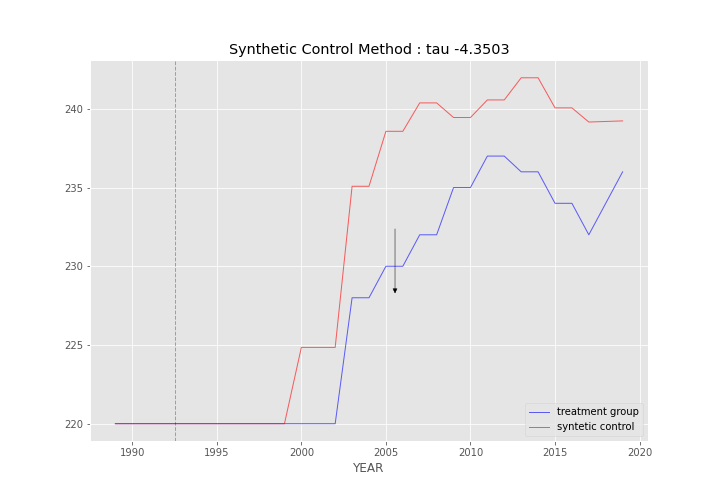 Synthetic Control Method : tau -4.3503
240
235
230
225
220
treatment group
syntetic control
1990 1995 2000 2005 2010 2015 2020
YEAR